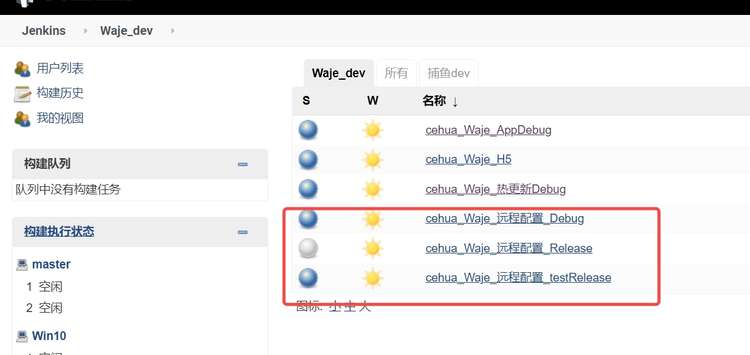 Jenkins › Waje_dev ›
用户列表
构建历史
我的视图
构建队列
队列中没有构建任务
构建执行状态
master
1 空闲
2 空闲
Win10
Waje_dev 所有 捕鱼dev
S W 名称 ↓
cehua_Waje_AppDebug
cehua_Waje_H5
cehua_Waje_热更新Debug
cehua_Waje_远程配置_Debug
cehua_Waje_远程配置_Release
cehua_Waje_远程配置_testRelease
图标: 小 中 大